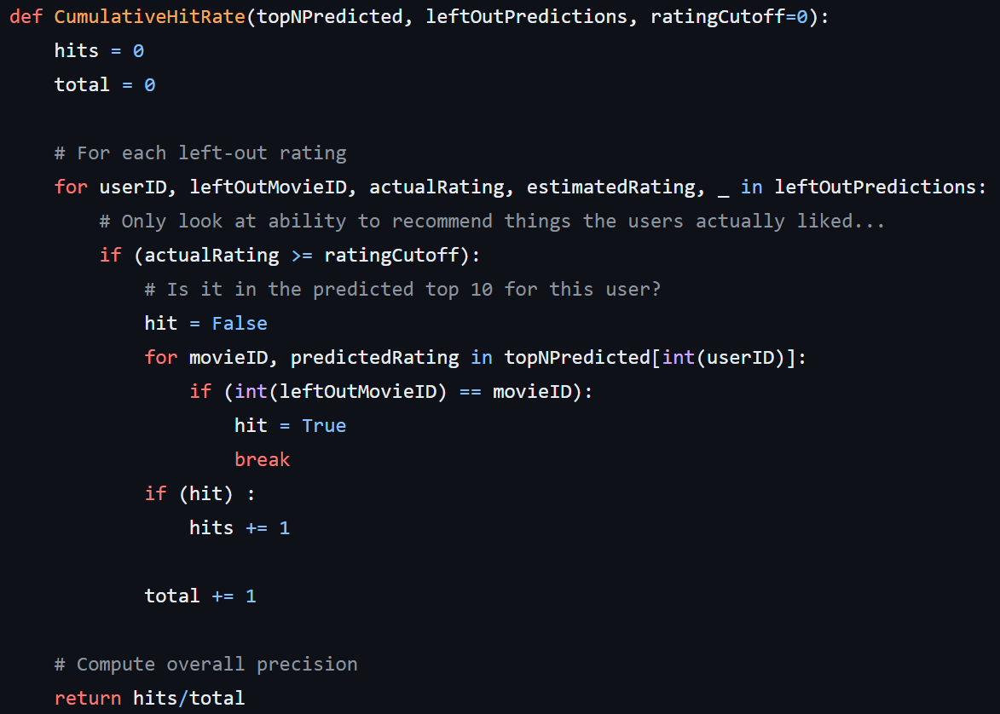 def CumulativeHitRate(topNPredicted, leftOutPredictions, ratingCutoff=0):
    hits = 0
    total = 0

    # For each left-out rating
    for userID, leftOutMovieID, actualRating, estimatedRating, _ in leftOutPredictions:
        # Only look at ability to recommend things the users actually liked...
        if (actualRating >= ratingCutoff):
            # Is it in the predicted top 10 for this user?
            hit = False
            for movieID, predictedRating in topNPredicted[int(userID)]:
                if (int(leftOutMovieID) == movieID):
                    hit = True
                    break
            if (hit) :
                hits += 1

            total += 1

    # Compute overall precision
    return hits/total